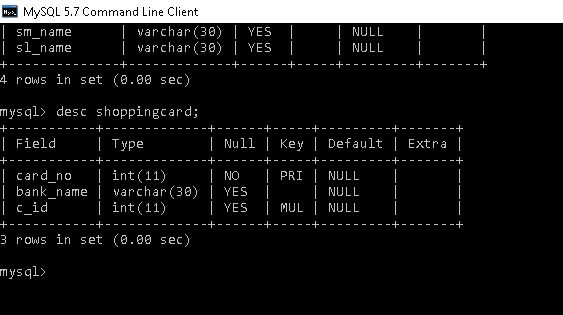 MySQL 5.7 Command Line Client
| sm_name       | varchar(30) | YES  |     | NULL    |       |
| sl_name       | varchar(30) | YES  |     | NULL    |       |
+---------------+-------------+------+-----+---------+-------+
4 rows in set (0.00 sec)
mysql> desc shoppingcard;
+-----------+-------------+------+-----+---------+-------+
| Field     | Type        | Null | Key | Default | Extra |
+-----------+-------------+------+-----+---------+-------+
| card_no   | int(11)     | NO   | PRI | NULL    |       |
| bank_name | varchar(30) | YES  |     | NULL    |       |
| c_id      | int(11)     | YES  | MUL | NULL    |       |
+-----------+-------------+------+-----+---------+-------+
3 rows in set (0.00 sec)
mysql>